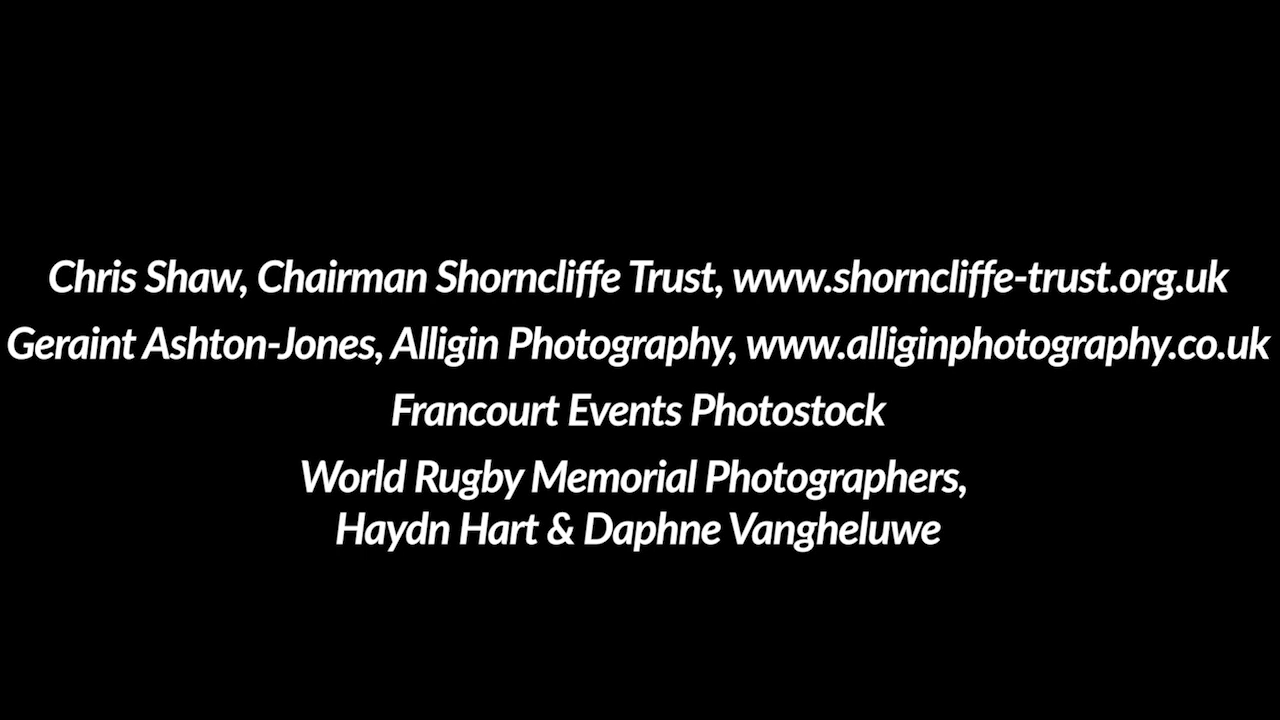 Chris Shaw, Chairman Shorncliffe Trust, www.shorncliffe-trust.org.uk
Geraint Ashton-Jones, Alligin Photography, www.alliginphotography.co.uk
Francourt Events Photostock
World Rugby Memorial Photographers,
Haydn Hart & Daphne Vangheluwe